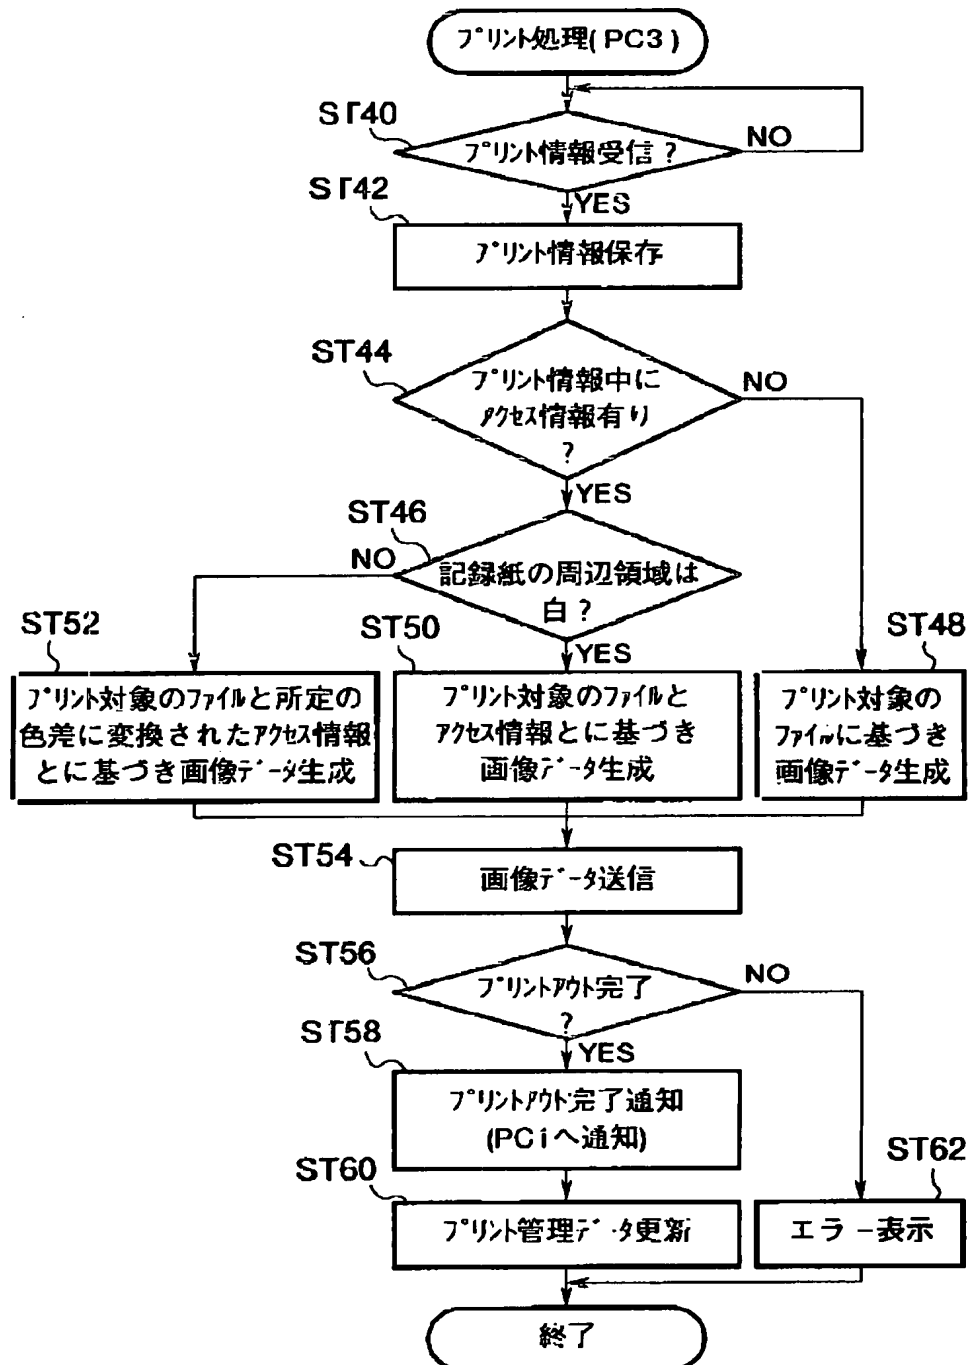 プリント処理(PC3)
ST40
プリント情報受信?
NO
ST42
YES
プリント情報保存
ST44
プリント情報中に
アクセス情報有り
?
NO
YES
ST46
NO
記録紙の周辺領域は
白?
ST52
ST50
YES
ST48
プリント対象のファイルと所定の
色差に変換されたアクセス情報
とに基づき画像データ生成
プリント対象のファイルと
アクセス情報とに基づき
画像データ生成
プリント対象の
ファイルに基づき
画像データ生成
ST54
画像データ送信
ST56
プリントアウト完了
?
NO
ST58
YES
プリントアウト完了通知
(PCiへ通知)
ST60
プリント管理データ更新
ST62
エラー表示
終了